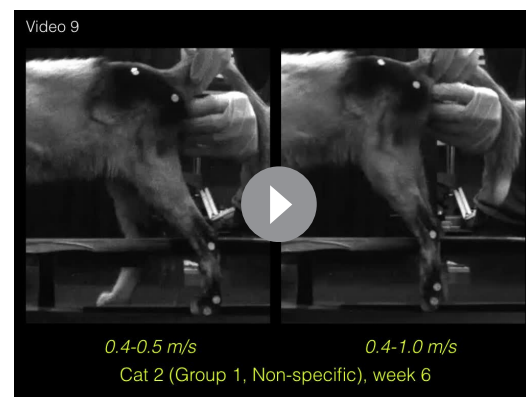 Video 9
0.4-0.5 m/s
0.4-1.0 m/s
Cat 2 (Group 1, Non-specific), week 6